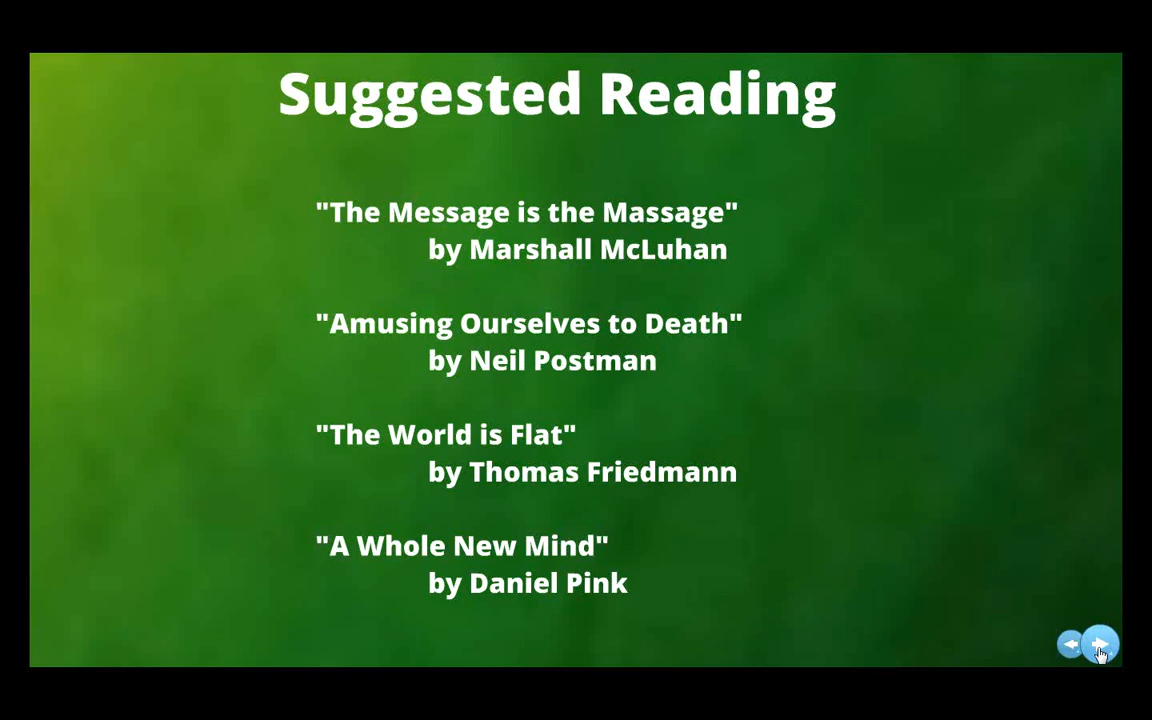 Suggested Reading
"The Message is the Massage"
by Marshall McLuhan
"Amusing Ourselves to Death"
by Neil Postman
"The World is Flat"
by Thomas Friedmann
"A Whole New Mind"
by Daniel Pink